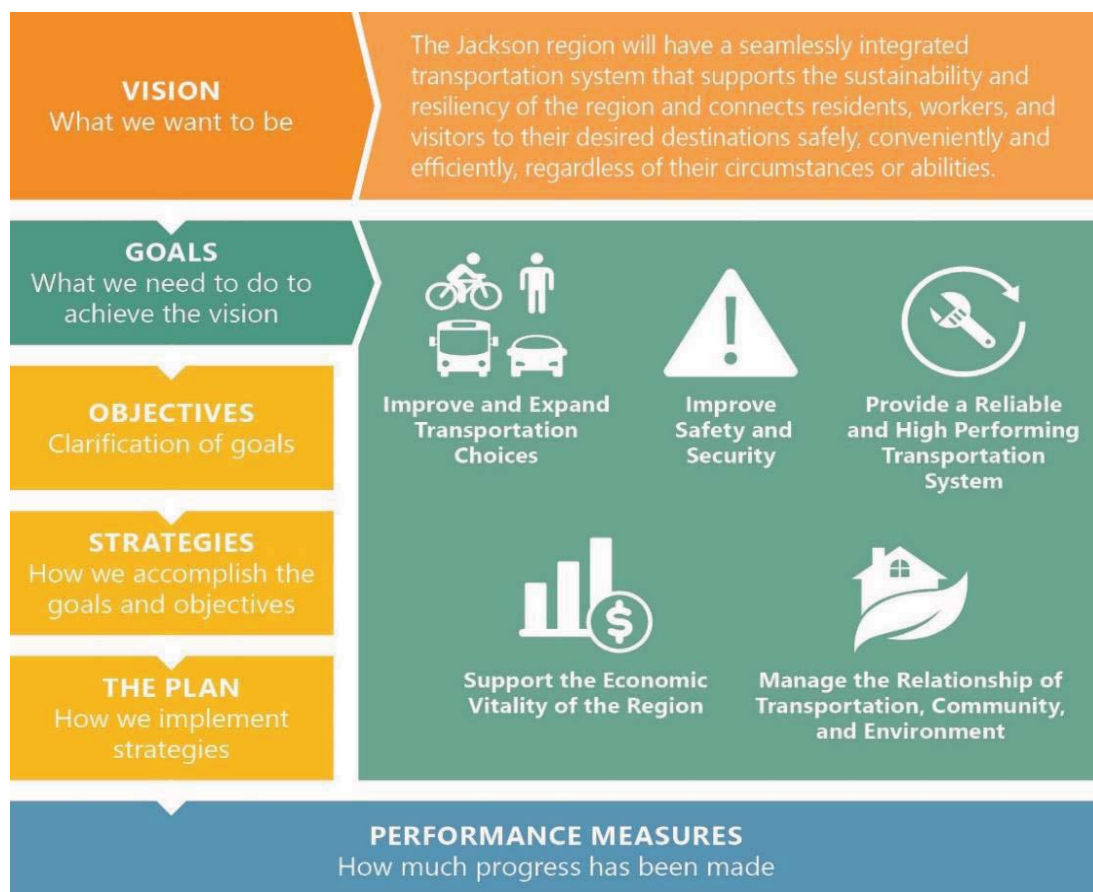 VISION
What we want to be
The Jackson region will have a seamlessly integrated
transportation system that supports the sustainability and
resiliency of the region and connects residents, workers, and
visitors to their desired destinations safely, conveniently and
efficiently, regardless of their circumstances or abilities.
GOALS
What we need to do to
achieve the vision
Improve and Expand
Transportation
Choices
Improve
Safety and
Security
Provide a Reliable
and High Performing
Transportation
System
$
Support the Economic
Vitality of the Region
Manage the Relationship of
Transportation, Community,
and Environment
OBJECTIVES
Clarification of goals
STRATEGIES
How we accomplish the
goals and objectives
THE PLAN
How we implement
strategies
PERFORMANCE MEASURES
How much progress has been made